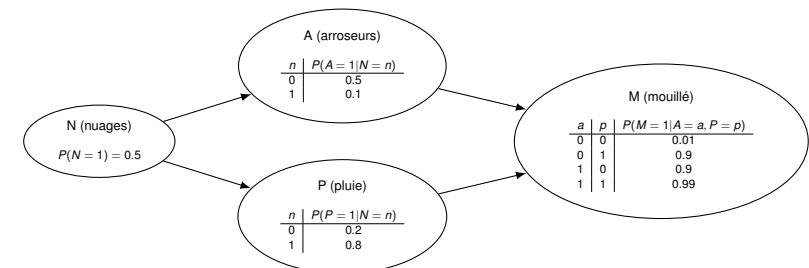 A (arroseurs)
n P(A = 1|N = n)
0 0.5
1 0.1
N (nuages)
P(N = 1) = 0.5
P (pluie)
n P(P = 1|N = n)
0 0.2
1 0.8
M (mouillé)
a p P(M = 1|A = a, P = p)
0 0 0.01
0 1 0.9
1 0 0.9
1 1 0.99